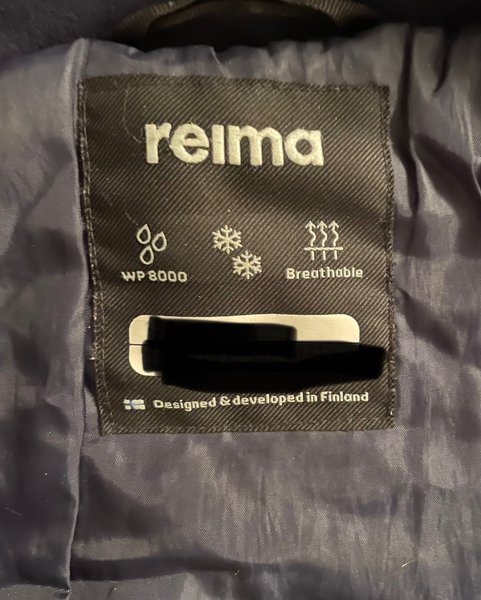 reima
WP 8000
Breathable
Designed & developed in Finland